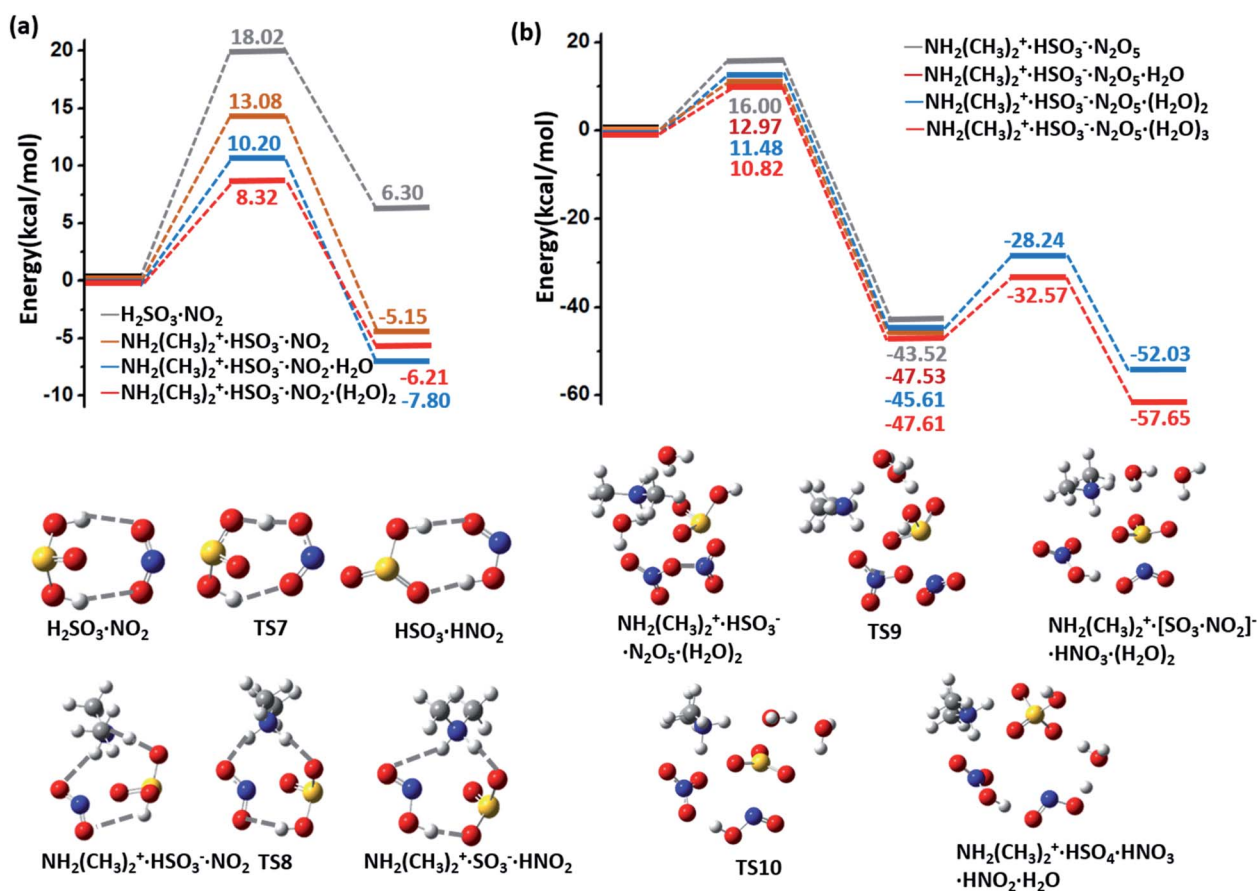 (a)
20
15
10
5
0
-5
-10
Energy(kcal/mol)
18.02
13.08
10.20
8.32
6.30
-5.15
-6.21
-7.80
H₂SO₃·NO₂
NH₂(CH₃)₂⁺·HSO₃⁻·NO₂
NH₂(CH₃)₂⁺·HSO₃⁻·NO₂·H₂O
NH₂(CH₃)₂⁺·HSO₃⁻·NO₂·(H₂O)₂
(b)
20
0
-20
-40
-60
Energy(kcal/mol)
NH₂(CH₃)₂⁺·HSO₃⁻·N₂O₅
NH₂(CH₃)₂⁺·HSO₃⁻·N₂O₅·H₂O
NH₂(CH₃)₂⁺·HSO₃⁻·N₂O₅·(H₂O)₂
NH₂(CH₃)₂⁺·HSO₃⁻·N₂O₅·(H₂O)₃
16.00
12.97
11.48
10.82
-43.52
-47.53
-45.61
-47.61
-28.24
-32.57
-52.03
-57.65
H₂SO₃·NO₂
TS7
HSO₃·HNO₂
NH₂(CH₃)₂⁺·HSO₃⁻·NO₂
TS8
NH₂(CH₃)₂⁺·SO₃⁻·HNO₂
NH₂(CH₃)₂⁺·HSO₃⁻
·N₂O₅·(H₂O)₂
TS9
NH₂(CH₃)₂⁺·[SO₃·NO₂]⁻
·HNO₃·(H₂O)₂
TS10
NH₂(CH₃)₂⁺·HSO₄·HNO₃
·HNO₂·H₂O